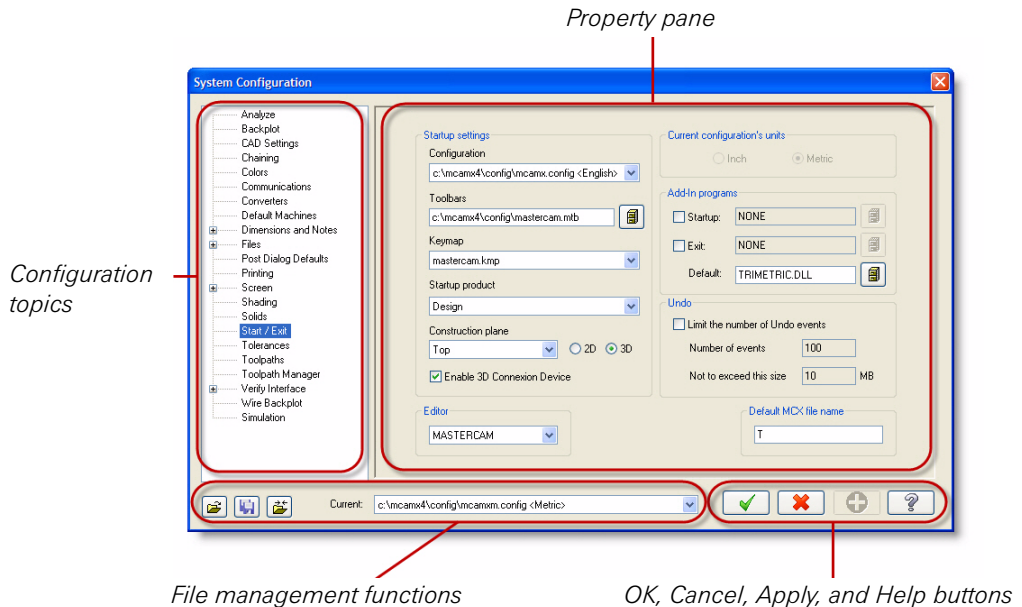 Property pane
System Configuration
Analyze
Backplot
CAD Settings
Chaining
Colors
Communications
Converters
Default Machines
Dimensions and Notes
Files
Post Dialog Defaults
Printing
Screen
Shading
Solids
Start / Exit
Tolerances
Toolpaths
Toolpath Manager
Verify Interface
Wire Backplot
Simulation
Configuration
topics
Startup settings
Configuration
c:\mcamx4\config\mcamx.config <English>
Toolbars
c:\mcamx4\config\mastercam.mtb
Keymap
mastercam.kmp
Startup product
Design
Construction plane
Top 2D 3D
Enable 3D Connexion Device
Editor
MASTERCAM
Current configuration's units
Inch Metric
Add-In programs
Startup: NONE
Exit: NONE
Default: TRIMETRIC.DLL
Undo
Limit the number of Undo events
Number of events 100
Not to exceed this size 10 MB
Default MCX file name
T
Current: c:\mcamx4\config\mcamxm.config <Metric>
File management functions
OK, Cancel, Apply, and Help buttons